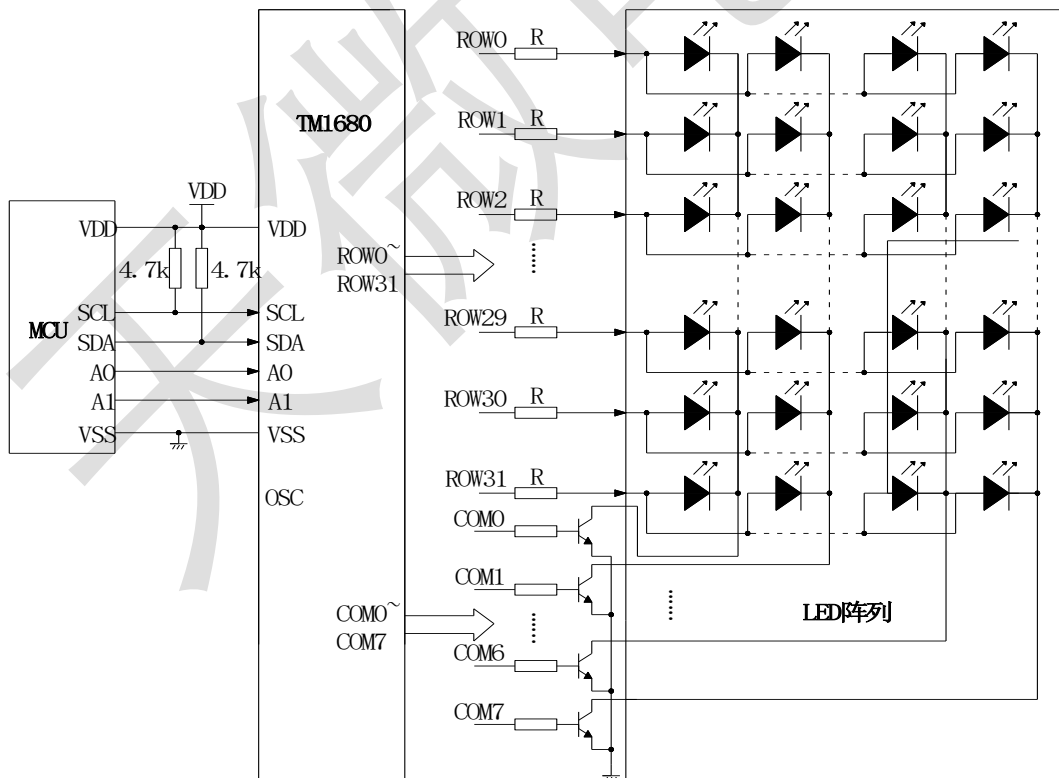 MCU
VDD
SCL
SDA
A0
A1
VSS
VDD
4.7k
4.7k
TM1680
VDD
SCL
SDA
A0
A1
VSS
OSC
ROW0~
ROW31
COM0~
COM7
ROW0 R
ROW1 R
ROW2 R
ROW29 R
ROW30 R
ROW31 R
COM0
COM1
COM6
COM7
LED阵列
天微